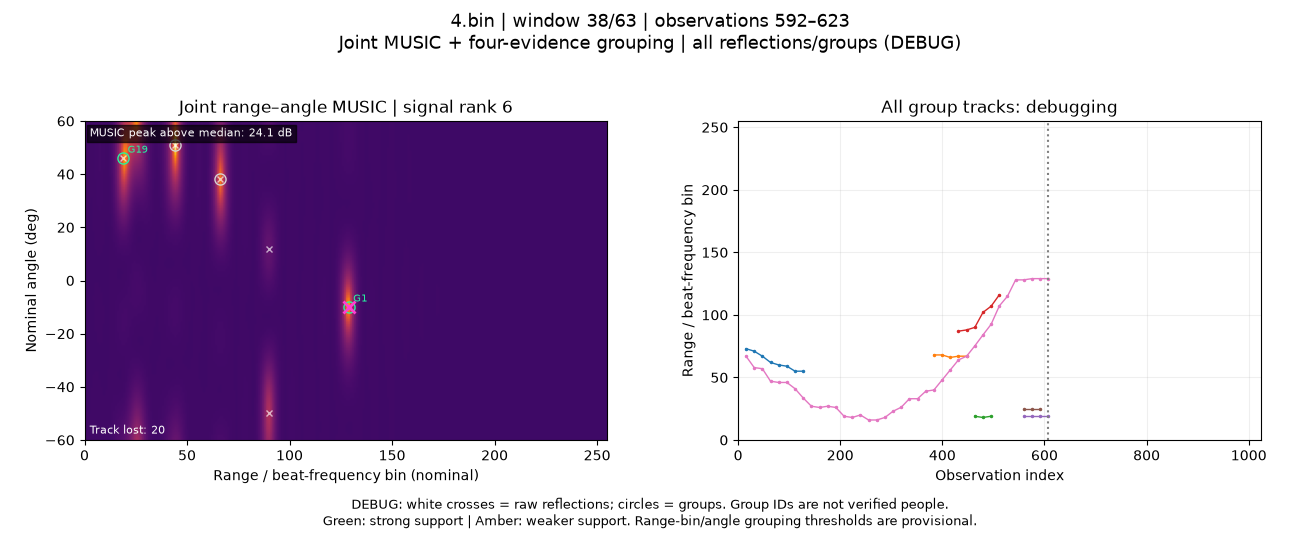 4.bin | window 38/63 | observations 592–623
Joint MUSIC + four-evidence grouping | all reflections/groups (DEBUG)
Joint range–angle MUSIC | signal rank 6
MUSIC peak above median: 24.1 dB
G19
G1
Track lost: 20
60
40
20
0
−20
−40
−60
Nominal angle (deg)
0
50
100
150
200
250
Range / beat-frequency bin (nominal)
All group tracks: debugging
250
200
150
100
50
0
Range / beat-frequency bin
0
200
400
600
800
1000
Observation index
DEBUG: white crosses = raw reflections; circles = groups. Group IDs are not verified people.
Green: strong support | Amber: weaker support. Range-bin/angle grouping thresholds are provisional.